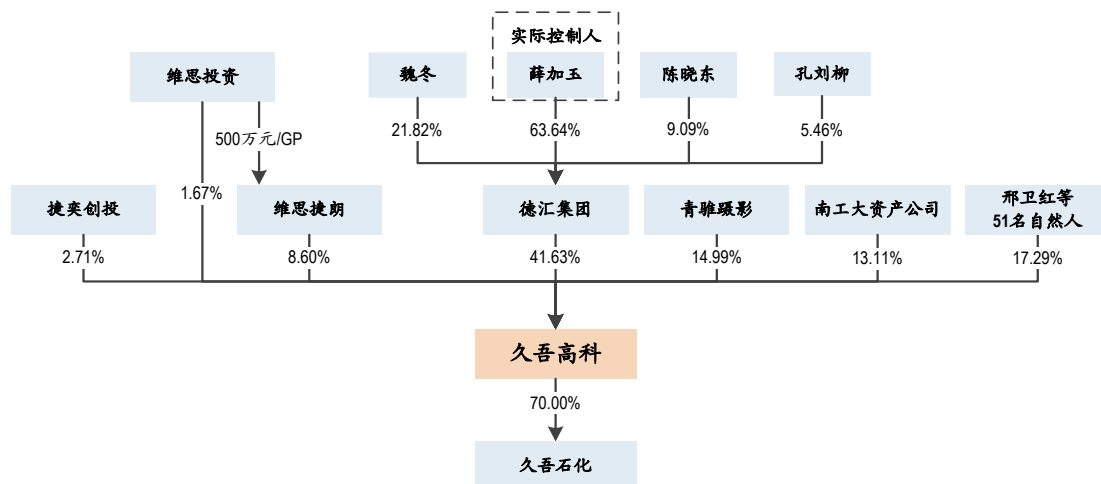 实际控制人
维思投资
魏冬
薛加玉
陈晓东
孔刘柳
500万元/GP
21.82%
63.64%
9.09%
5.46%
捷奕创投
1.67%
维思捷朗
德汇集团
青骓蹑影
南工大资产公司
邢卫红等
51名自然人
2.71%
8.60%
41.63%
14.99%
13.11%
17.29%
久吾高科
70.00%
久吾石化